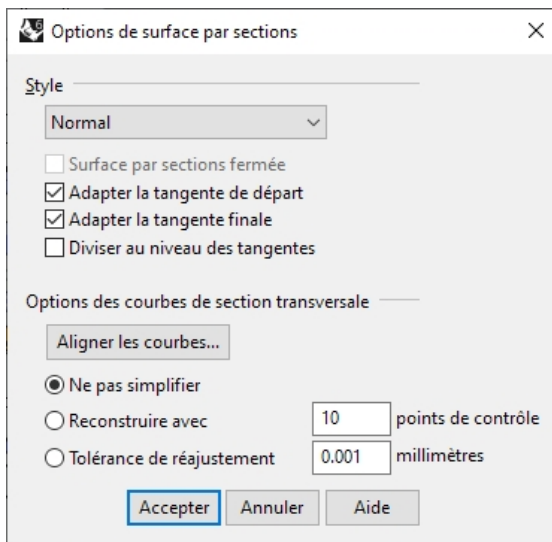 Options de surface par sections
Style
Normal
Surface par sections fermée
Adapter la tangente de départ
Adapter la tangente finale
Diviser au niveau des tangentes
Options des courbes de section transversale
Aligner les courbes...
Ne pas simplifier
Reconstruire avec 10 points de contrôle
Tolérance de réajustement 0.001 millimètres
Accepter Annuler Aide